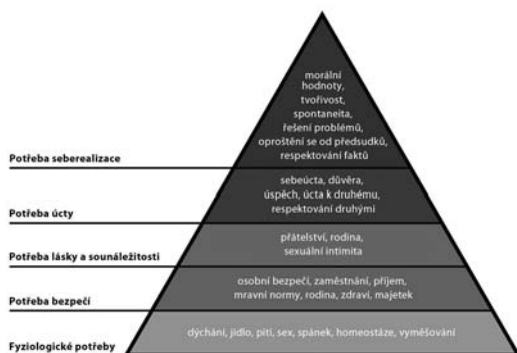 morální
hodnoty,
tvořivost,
spontaneita,
řešení problémů,
oproštění se od předsudků,
respektování faktů
Potřeba seberealizace
sebeúcta, důvěra,
úspěch, úcta k druhému,
respektování druhými
Potřeba úcty
přátelství, rodina,
sexuální intimita
Potřeba lásky a sounáležitosti
osobní bezpečí, zaměstnání, příjem,
mravní normy, rodina, zdraví, majetek
Potřeba bezpečí
dýchání, jídlo, pití, sex, spánek, homeostáze, vyměšování
Fyziologické potřeby